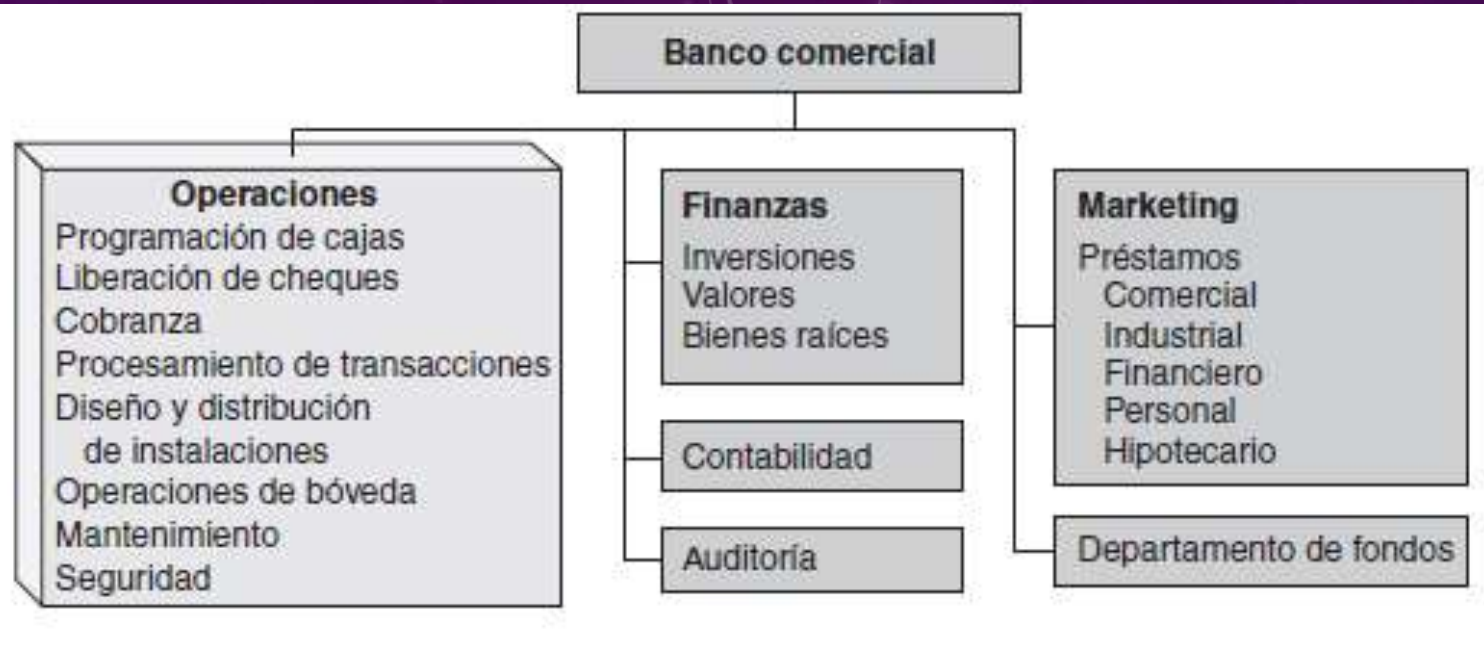 Banco comercial
Operaciones
Programación de cajas
Liberación de cheques
Cobranza
Procesamiento de transacciones
Diseño y distribución
de instalaciones
Operaciones de bóveda
Mantenimiento
Seguridad
Finanzas
Inversiones
Valores
Bienes raíces
Contabilidad
Auditoría
Marketing
Préstamos
Comercial
Industrial
Financiero
Personal
Hipotecario
Departamento de fondos